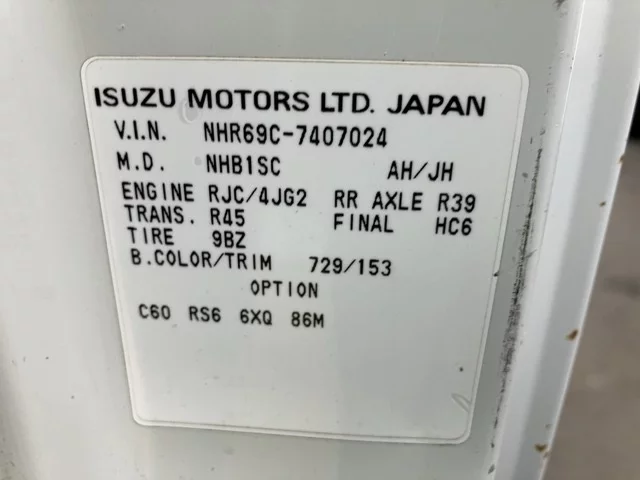 ISUZU MOTORS LTD. JAPAN
V.I.N. NHR69C-7407024
M.D. NHB1SC AH/JH
ENGINE RJC/4JG2 RR AXLE R39
TRANS. R45 FINAL HC6
TIRE 9BZ
B.COLOR/TRIM 729/153
OPTION
C60 RS6 6XQ 86M